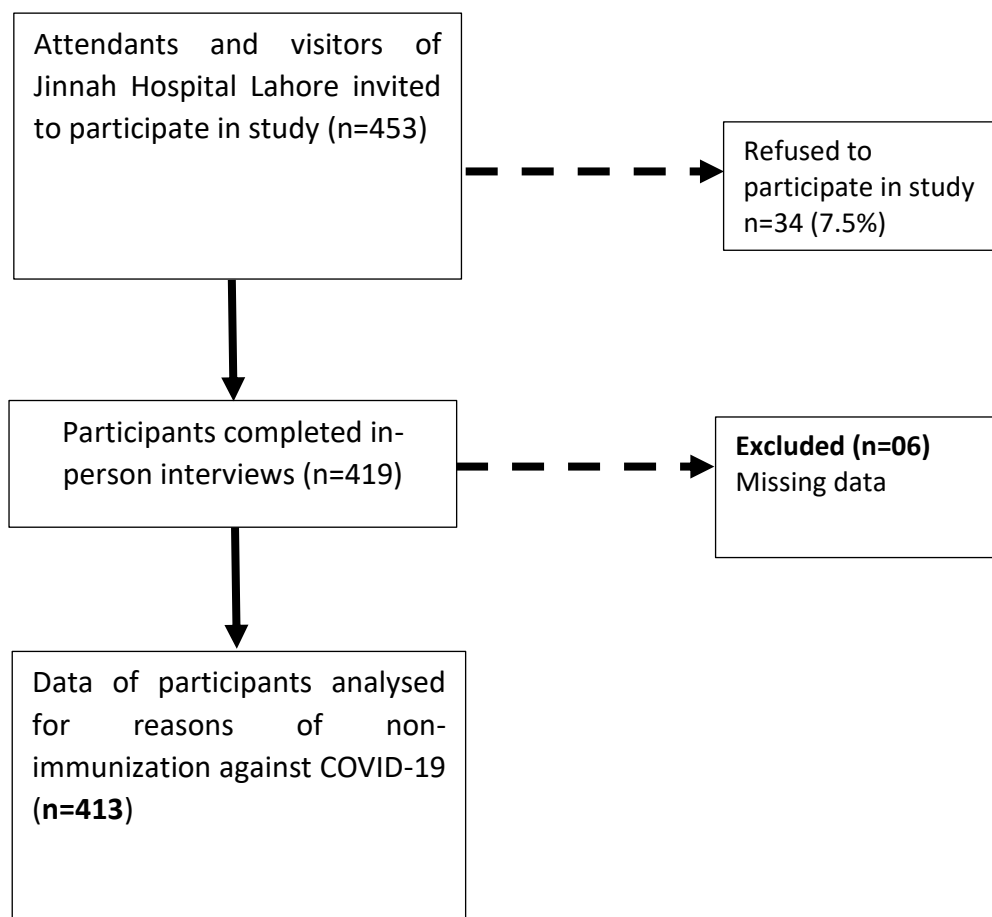 Attendants and visitors of
Jinnah Hospital Lahore invited
to participate in study (n=453)
Refused to
participate in study
n=34 (7.5%)
Participants completed in-
person interviews (n=419)
Excluded (n=06)
Missing data
Data of participants analysed
for reasons of non-
immunization against COVID-19
(n=413)